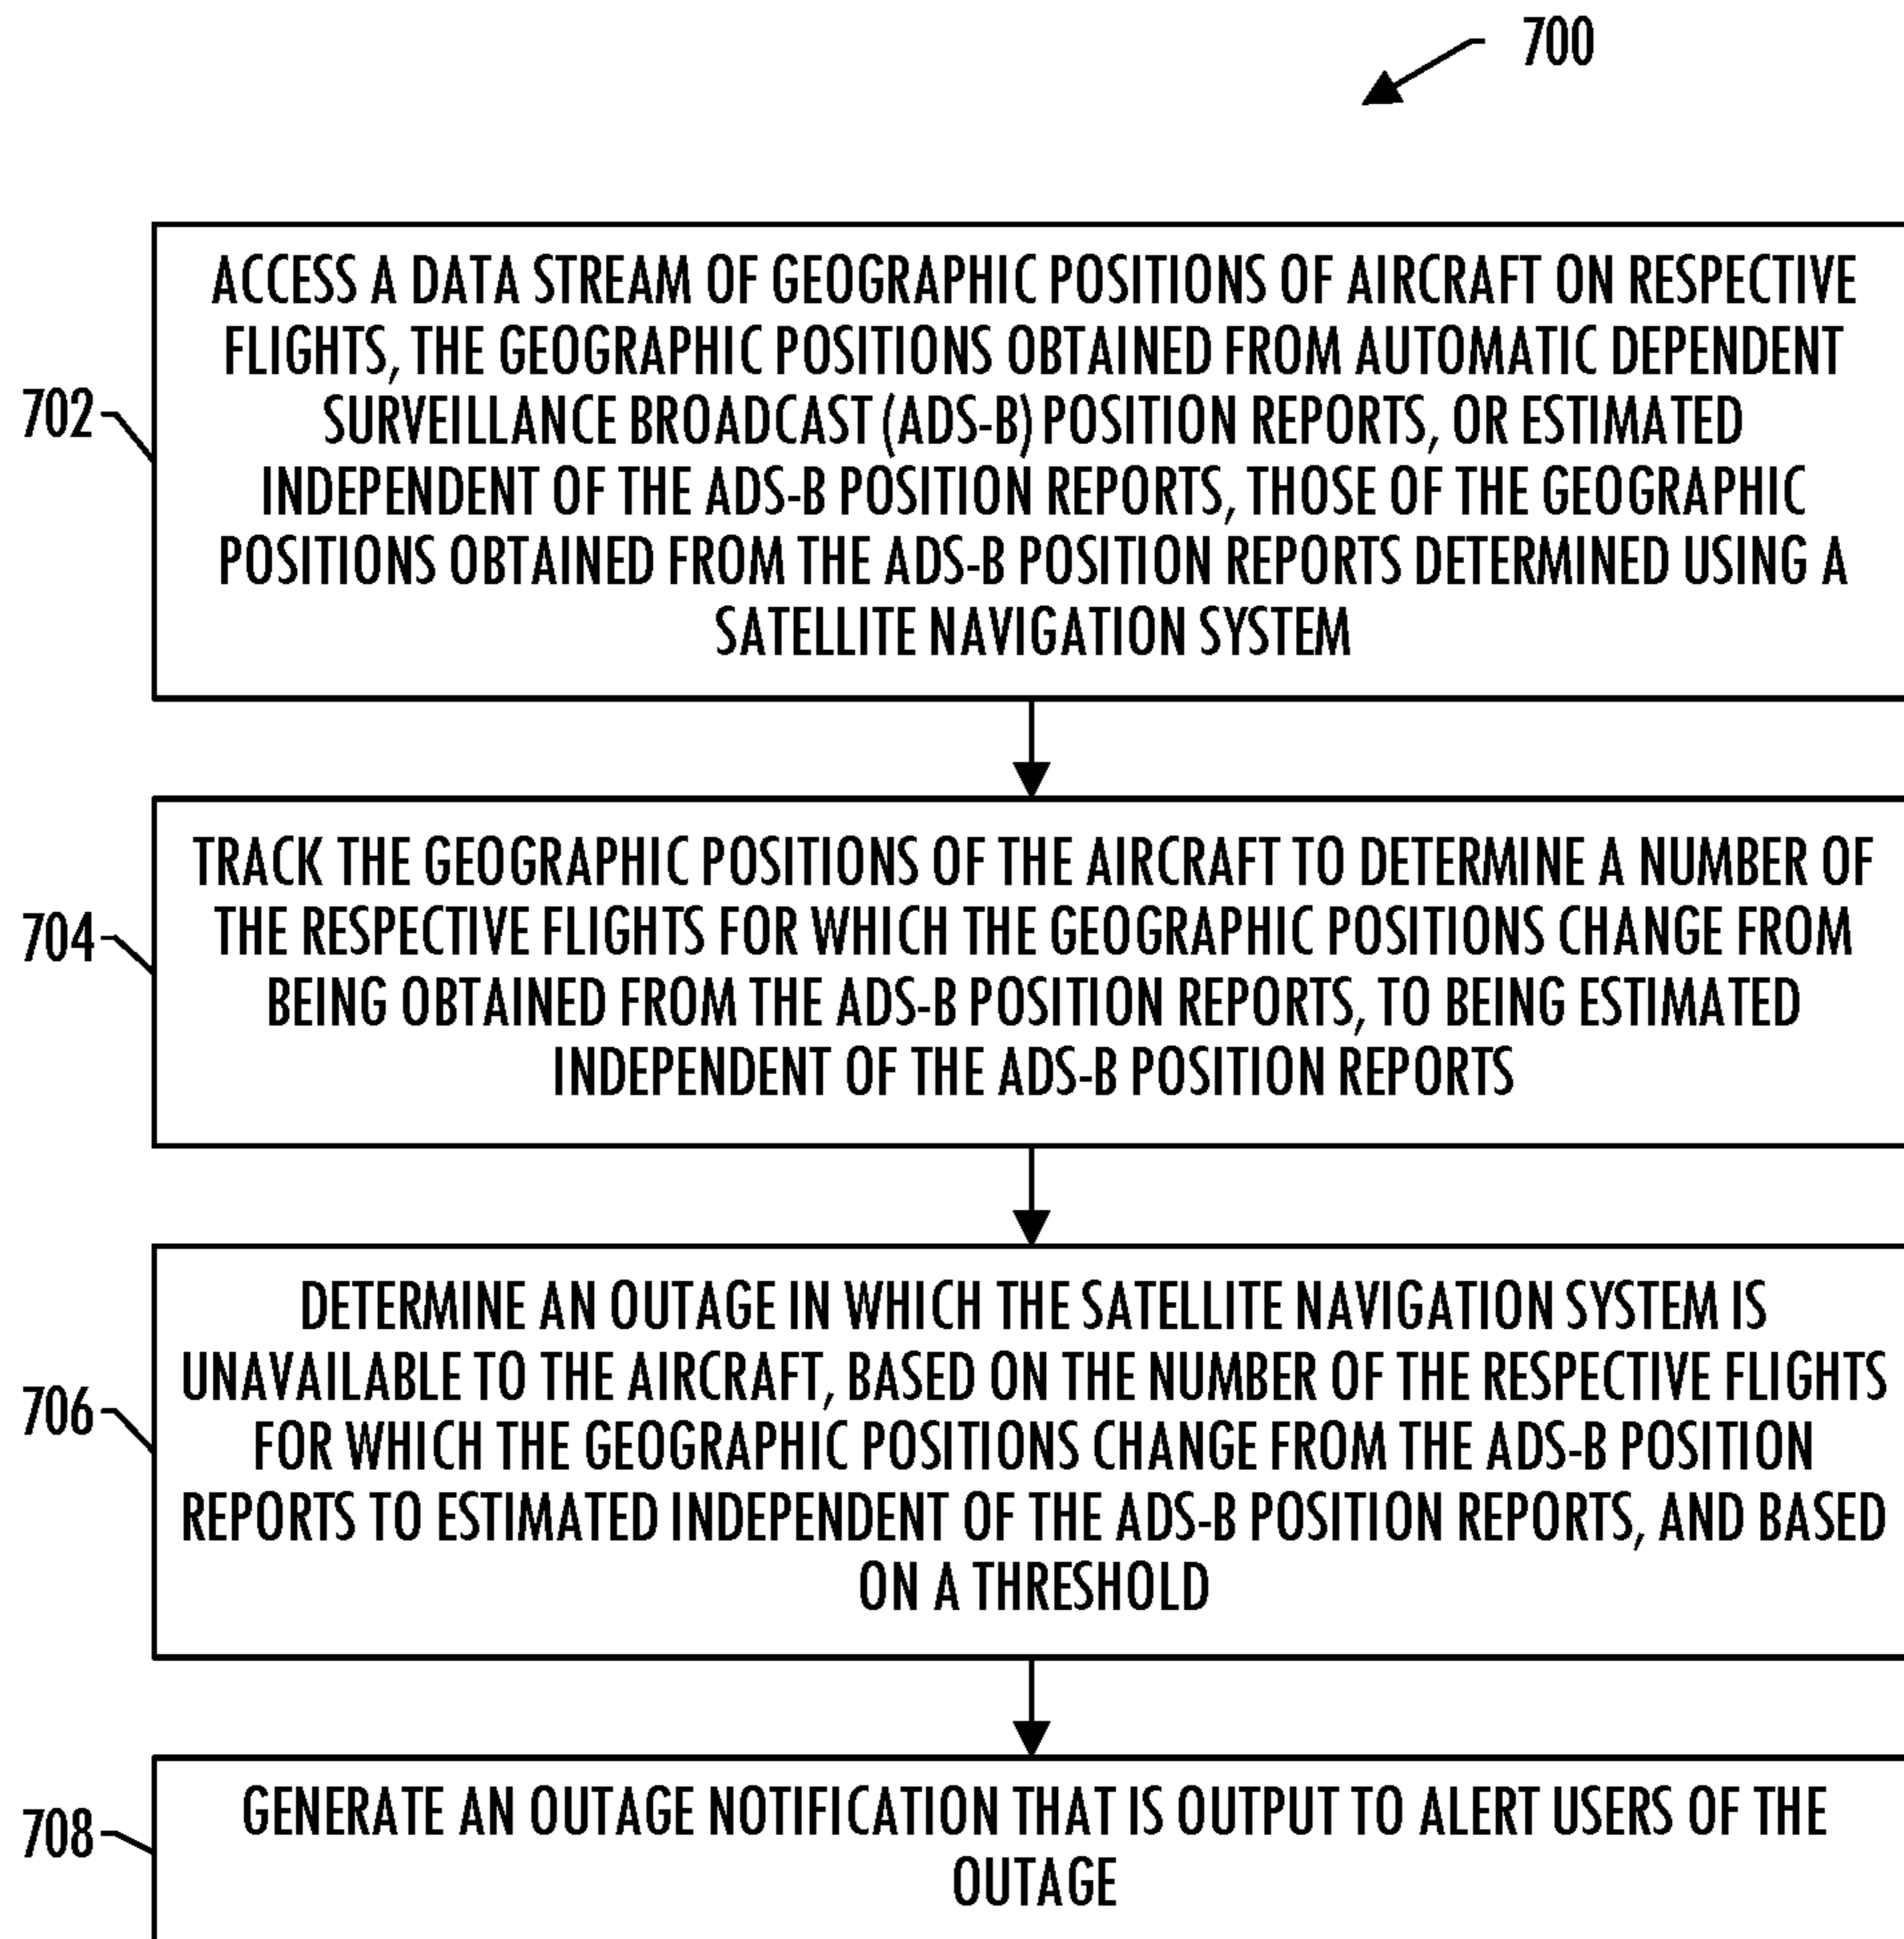 700
ACCESS A DATA STREAM OF GEOGRAPHIC POSITIONS OF AIRCRAFT ON RESPECTIVE
FLIGHTS, THE GEOGRAPHIC POSITIONS OBTAINED FROM AUTOMATIC DEPENDENT
SURVEILLANCE BROADCAST (ADS-B) POSITION REPORTS, OR ESTIMATED
INDEPENDENT OF THE ADS-B POSITION REPORTS, THOSE OF THE GEOGRAPHIC
POSITIONS OBTAINED FROM THE ADS-B POSITION REPORTS DETERMINED USING A
SATELLITE NAVIGATION SYSTEM
702
TRACK THE GEOGRAPHIC POSITIONS OF THE AIRCRAFT TO DETERMINE A NUMBER OF
THE RESPECTIVE FLIGHTS FOR WHICH THE GEOGRAPHIC POSITIONS CHANGE FROM
BEING OBTAINED FROM THE ADS-B POSITION REPORTS, TO BEING ESTIMATED
INDEPENDENT OF THE ADS-B POSITION REPORTS
704
DETERMINE AN OUTAGE IN WHICH THE SATELLITE NAVIGATION SYSTEM IS
UNAVAILABLE TO THE AIRCRAFT, BASED ON THE NUMBER OF THE RESPECTIVE FLIGHTS
FOR WHICH THE GEOGRAPHIC POSITIONS CHANGE FROM THE ADS-B POSITION
REPORTS TO ESTIMATED INDEPENDENT OF THE ADS-B POSITION REPORTS, AND BASED
ON A THRESHOLD
706
GENERATE AN OUTAGE NOTIFICATION THAT IS OUTPUT TO ALERT USERS OF THE
OUTAGE
708